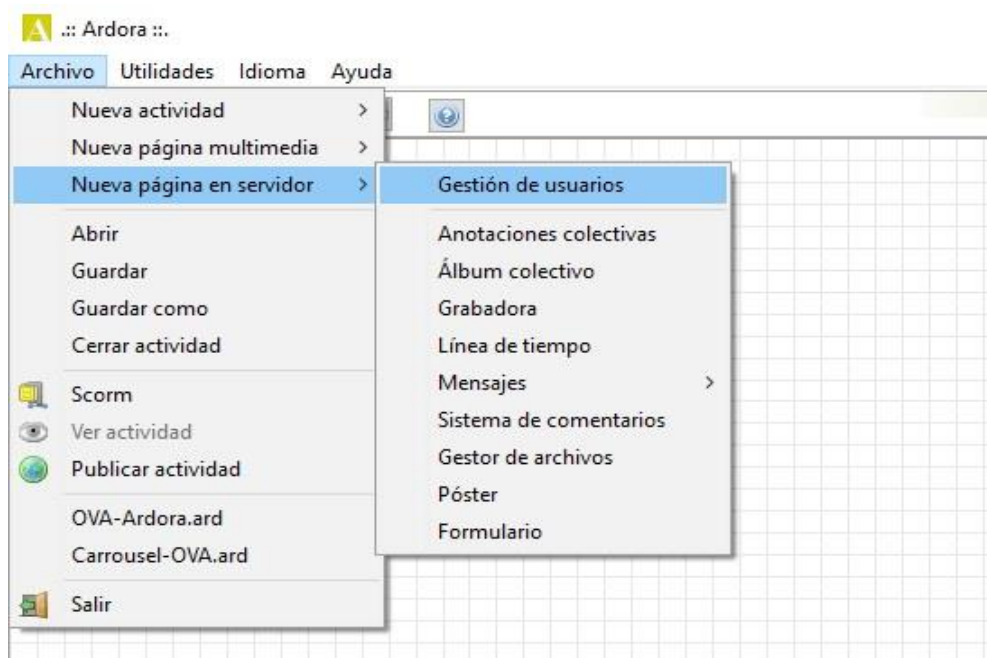 .:: Ardora ::.
Archivo Utilidades Idioma Ayuda
Nueva actividad
Nueva página multimedia
Nueva página en servidor
Abrir
Guardar
Guardar como
Cerrar actividad
Scorm
Ver actividad
Publicar actividad
OVA-Ardora.ard
Carrousel-OVA.ard
Salir
Gestión de usuarios
Anotaciones colectivas
Álbum colectivo
Grabadora
Línea de tiempo
Mensajes
Sistema de comentarios
Gestor de archivos
Póster
Formulario